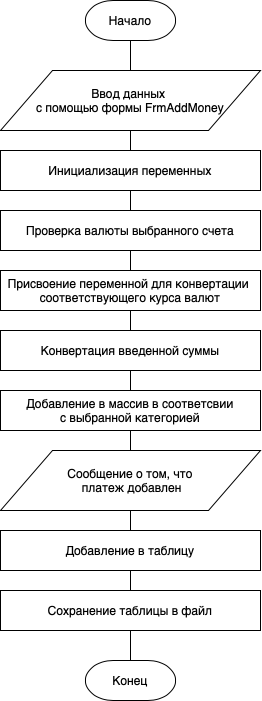 Начало
Ввод данных
с помощью формы FrmAddMoney
Инициализация переменных
Проверка валюты выбранного счета
Присвоение переменной для конвертации
соответствующего курса валют
Конвертация введенной суммы
Добавление в массив в соответсвии
с выбранной категорией
Сообщение о том, что
платеж добавлен
Добавление в таблицу
Сохранение таблицы в файл
Конец